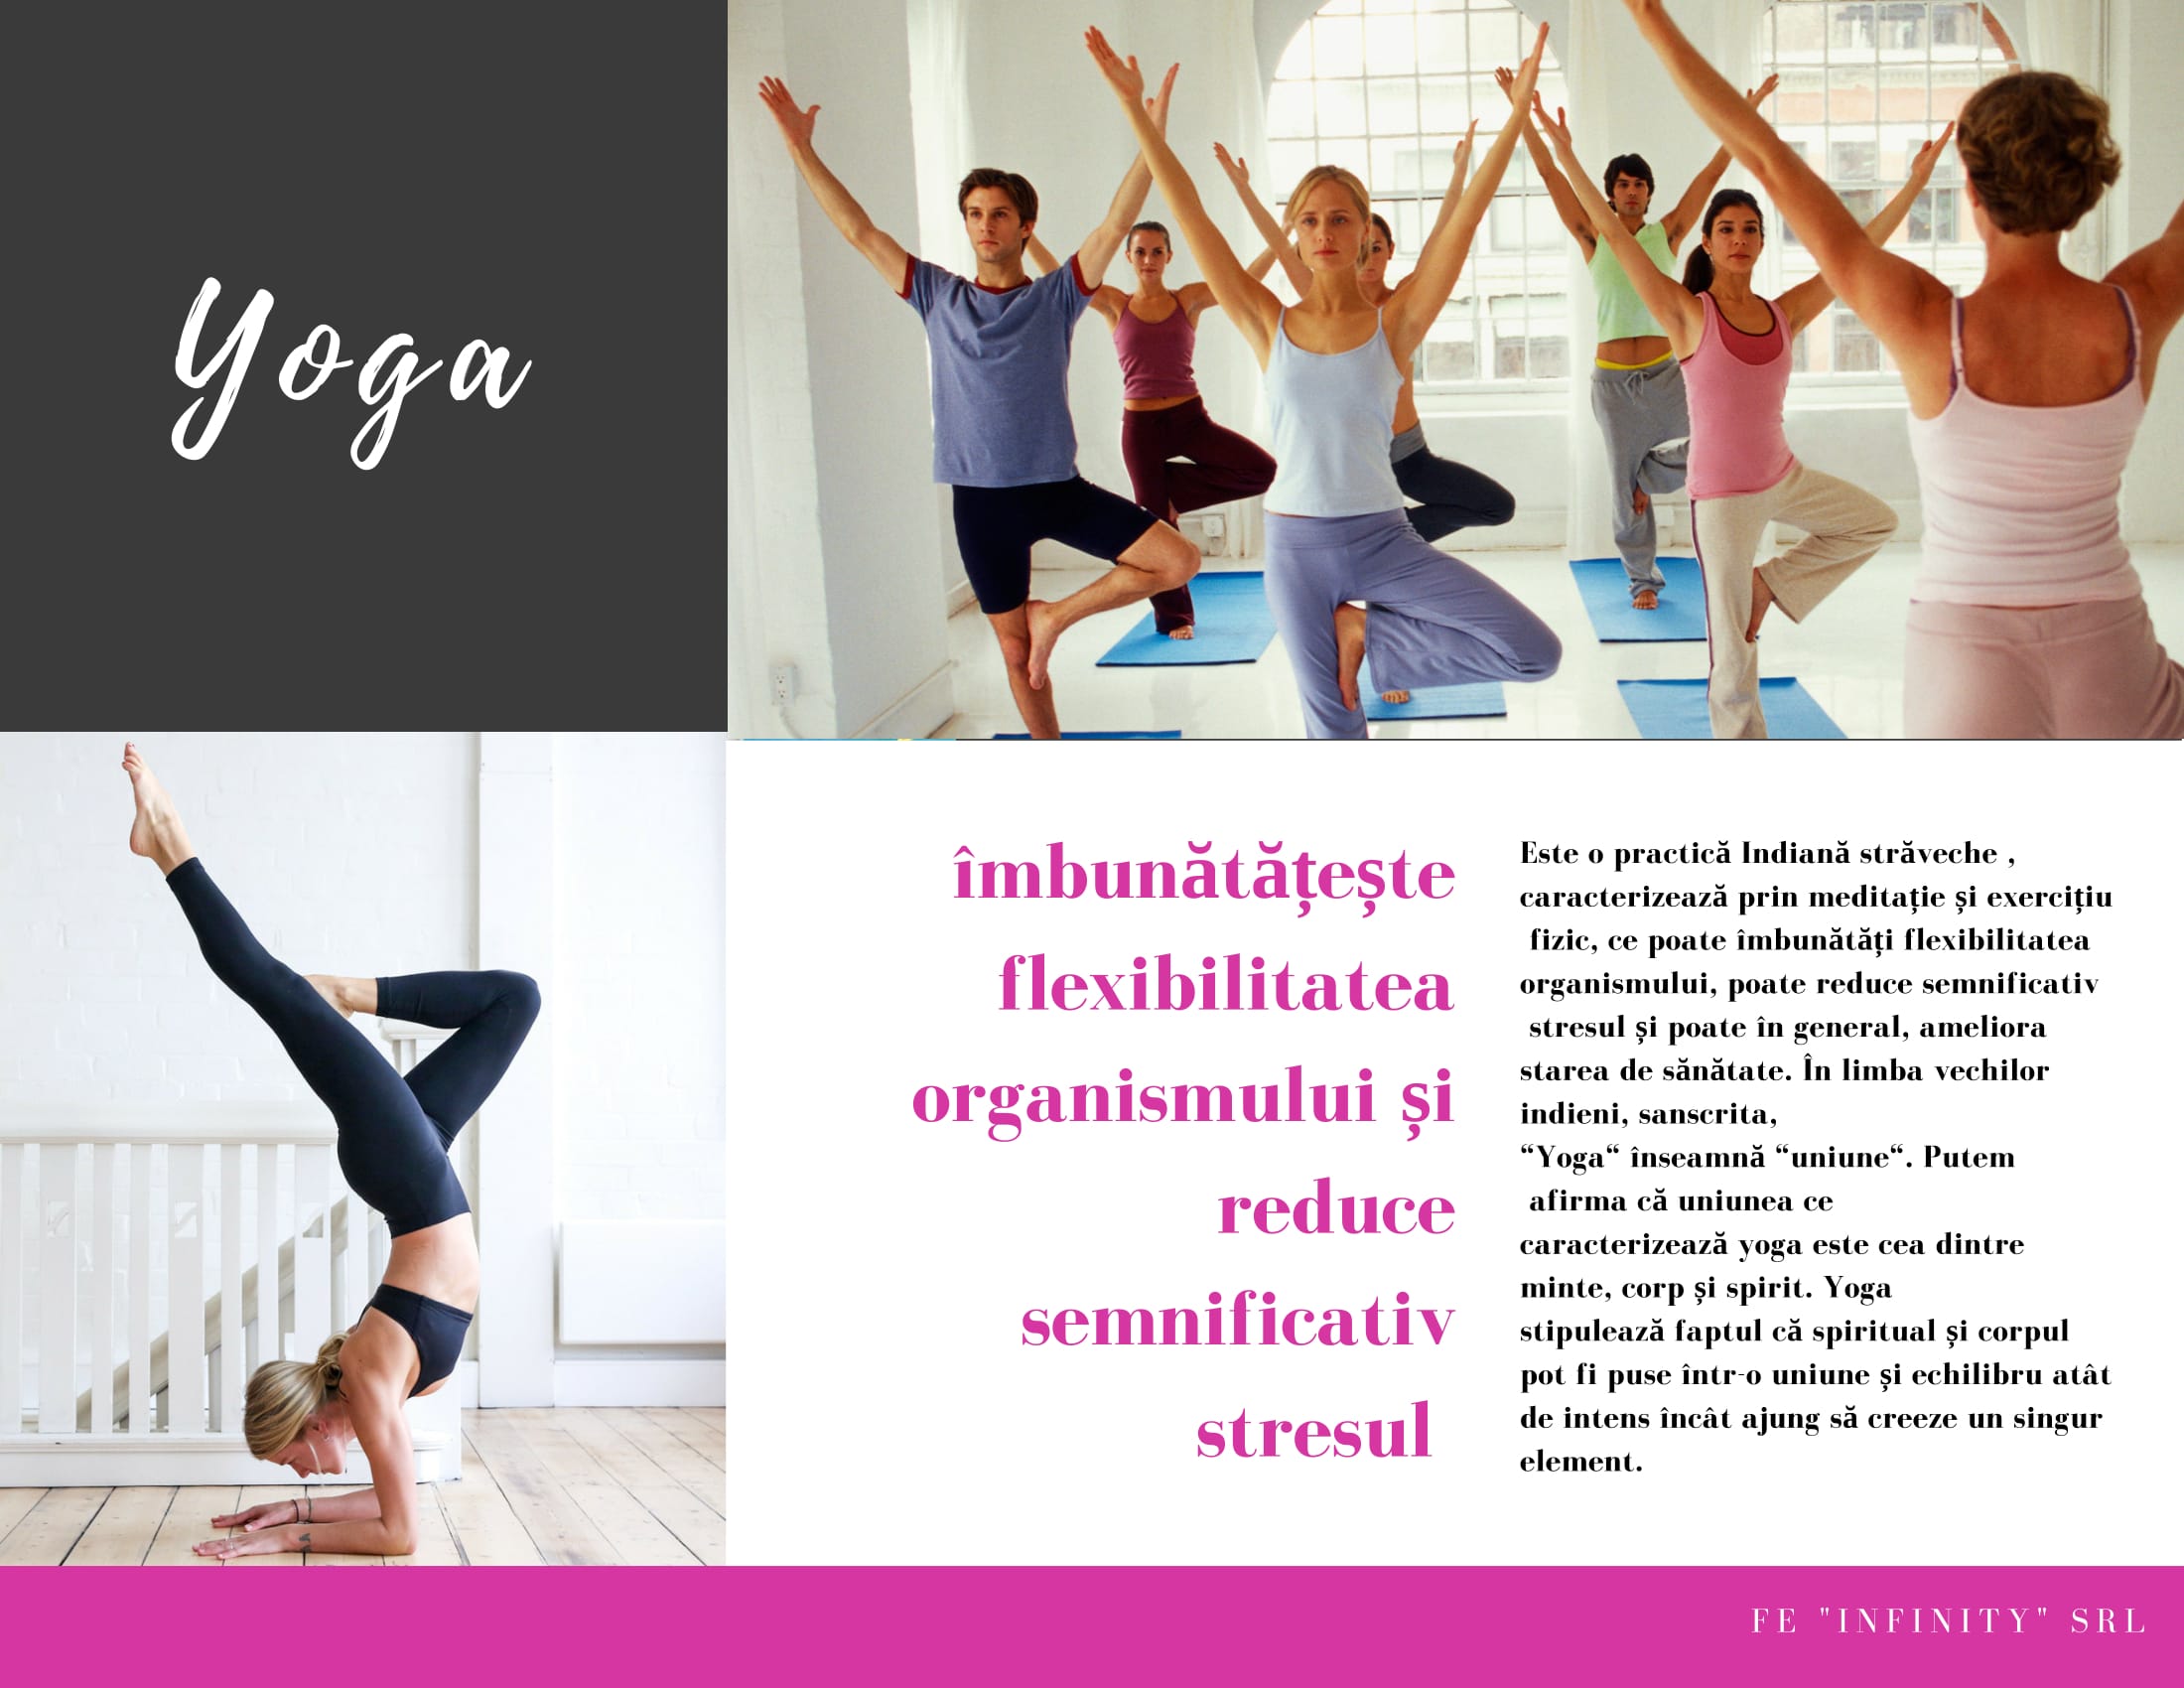 Yoga
îmbunătățește
flexibilitatea
organismului și
reduce
semnificativ
stresul
Este o practică Indiană străveche ,
caracterizează prin meditație și exercițiu
fizic, ce poate îmbunătăți flexibilitatea
organismului, poate reduce semnificativ
stresul și poate în general, ameliora
starea de sănătate. În limba vechilor
indieni, sanscrita,
“Yoga“ înseamnă “uniune“. Putem
afirma că uniunea ce
caracterizează yoga este cea dintre
minte, corp și spirit. Yoga
stipulează faptul că spiritual și corpul
pot fi puse într-o uniune și echilibru atât
de intens încât ajung să creeze un singur
element.
FE "INFINITY" SRL